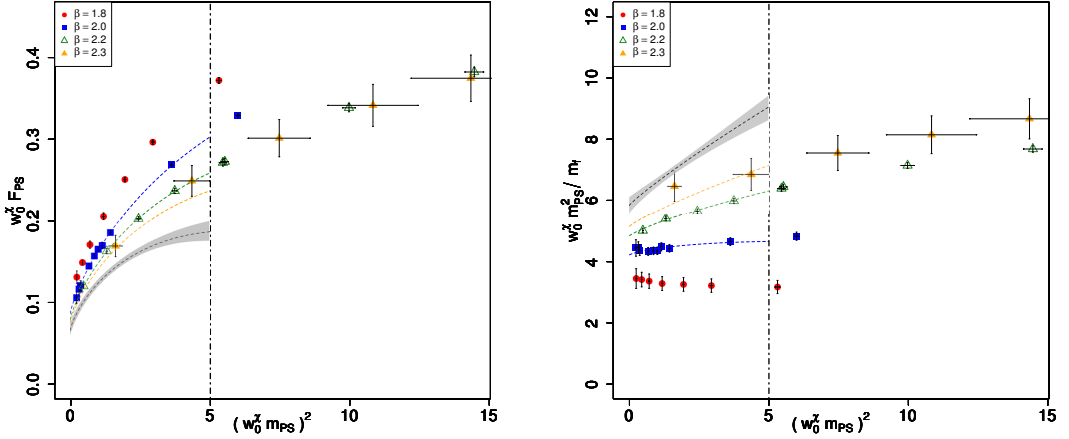 β = 1.8
β = 2.0
β = 2.2
β = 2.3
w₀^χ F_PS
0.0 0.1 0.2 0.3 0.4
0 5 10 15
( w₀^χ m_PS )²
β = 1.8
β = 2.0
β = 2.2
β = 2.3
w₀^χ m²_PS / m_f
0 2 4 6 8 10 12
0 5 10 15
( w₀^χ m_PS )²